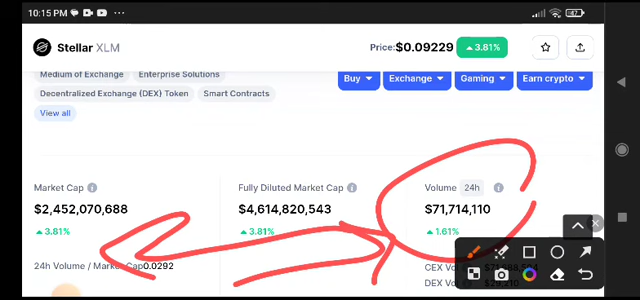 10:15 PM
47
Stellar XLM
Price: $0.09229 3.81%
Medium of Exchange Enterprise Solutions
Decentralized Exchange (DEX) Token Smart Contracts
View all
Buy Exchange Gaming Earn crypto
Market Cap
$2,452,070,688
3.81%
Fully Diluted Market Cap
$4,614,820,543
3.81%
Volume 24h
$71,714,110
1.61%
24h Volume / Market Cap 0.0292
CEX Vol
DEX Vol